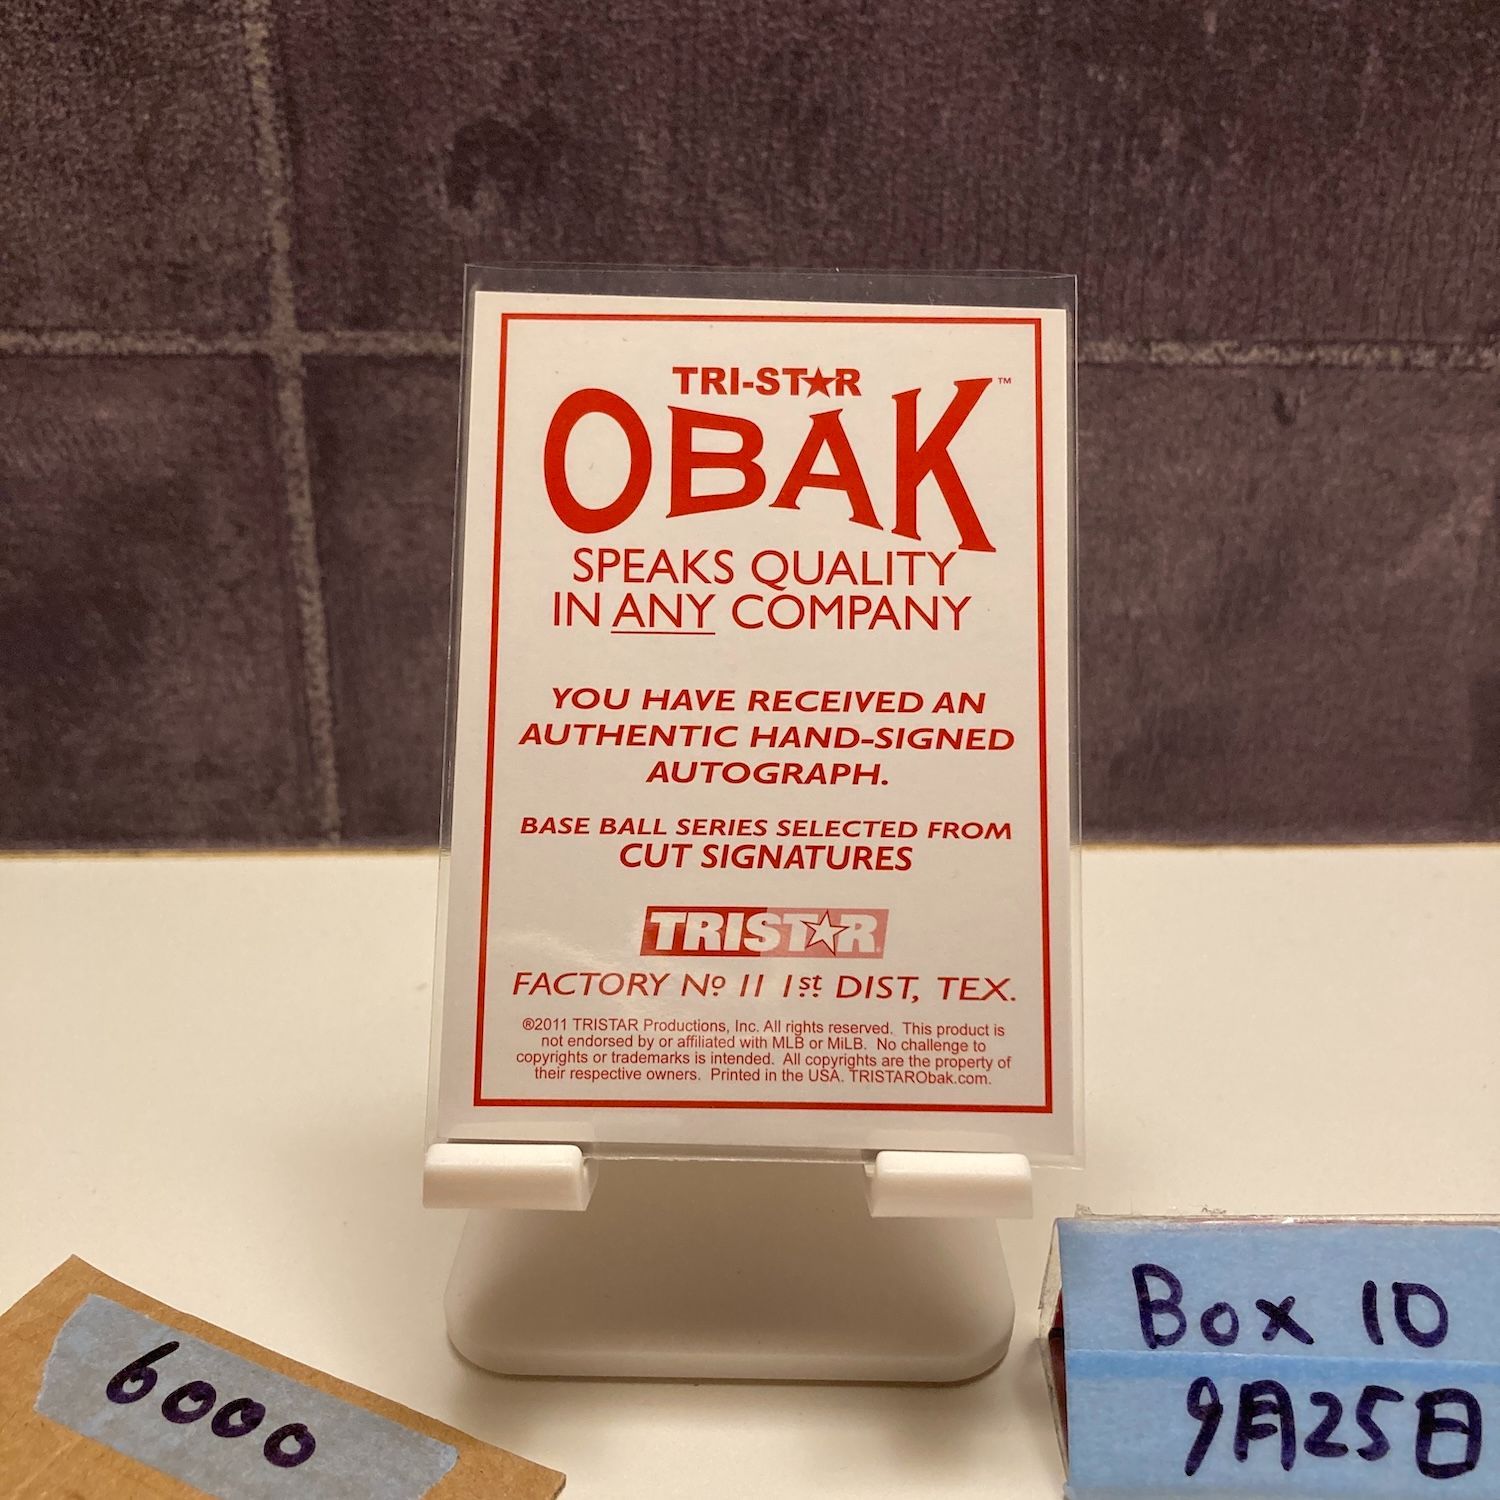 TRI-ST★R
OBAK™
SPEAKS QUALITY
IN ANY COMPANY
YOU HAVE RECEIVED AN
AUTHENTIC HAND-SIGNED
AUTOGRAPH.
BASE BALL SERIES SELECTED FROM
CUT SIGNATURES
TRIST★R
FACTORY Nº 11 1st DIST, TEX.
®2011 TRISTAR Productions, Inc. All rights reserved. This product is
not endorsed by or affiliated with MLB or MiLB. No challenge to
copyrights or trademarks is intended. All copyrights are the property of
their respective owners. Printed in the USA. TRISTARObak.com.
6000
Box 10
9月25日